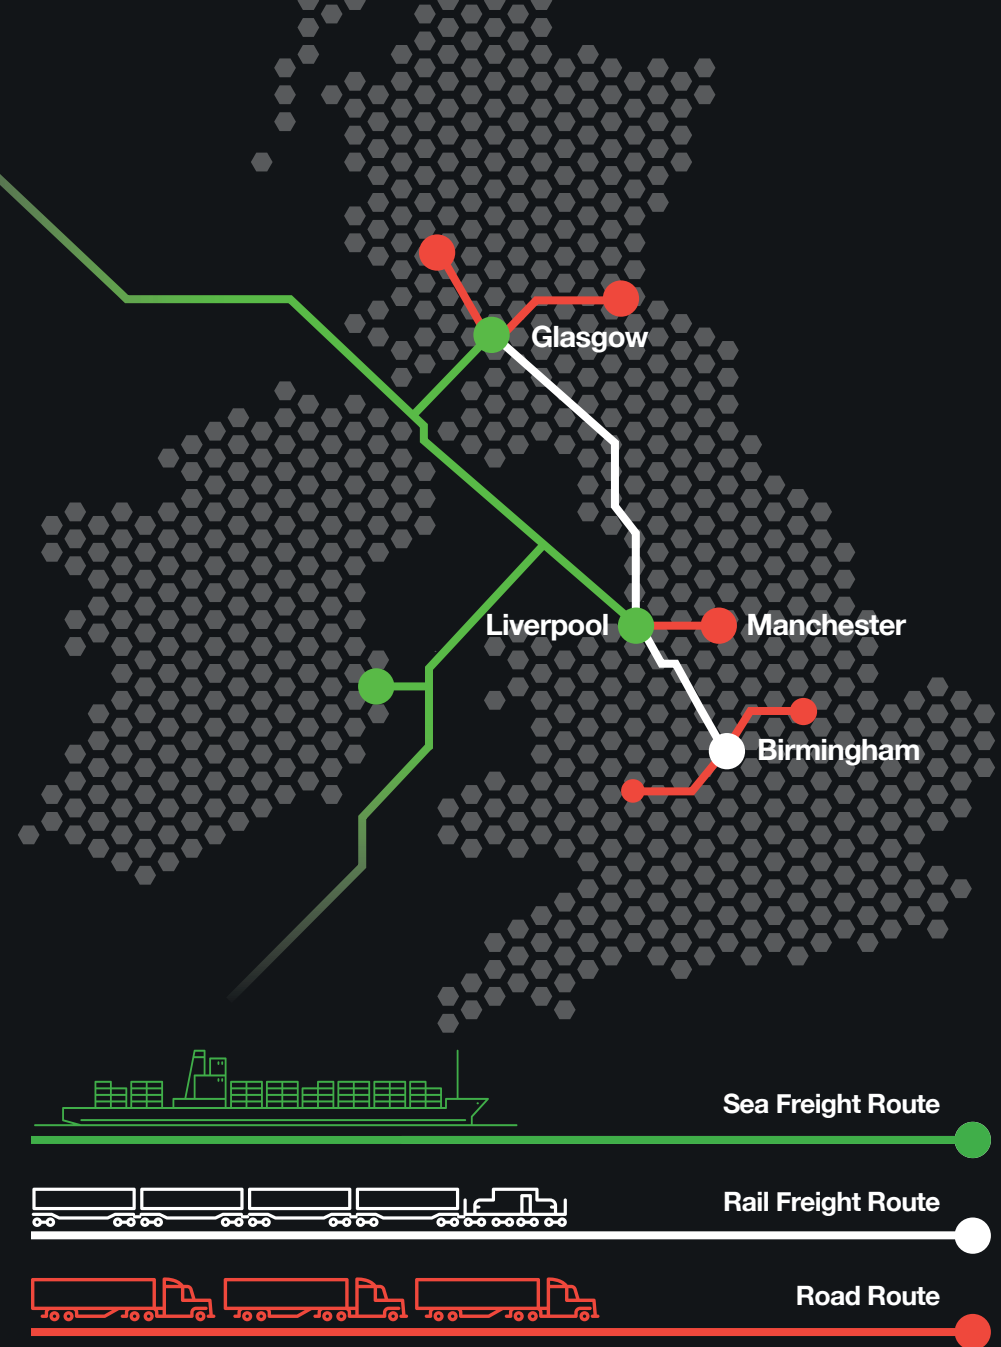 Glasgow
Liverpool
Manchester
Birmingham
Sea Freight Route
Rail Freight Route
Road Route